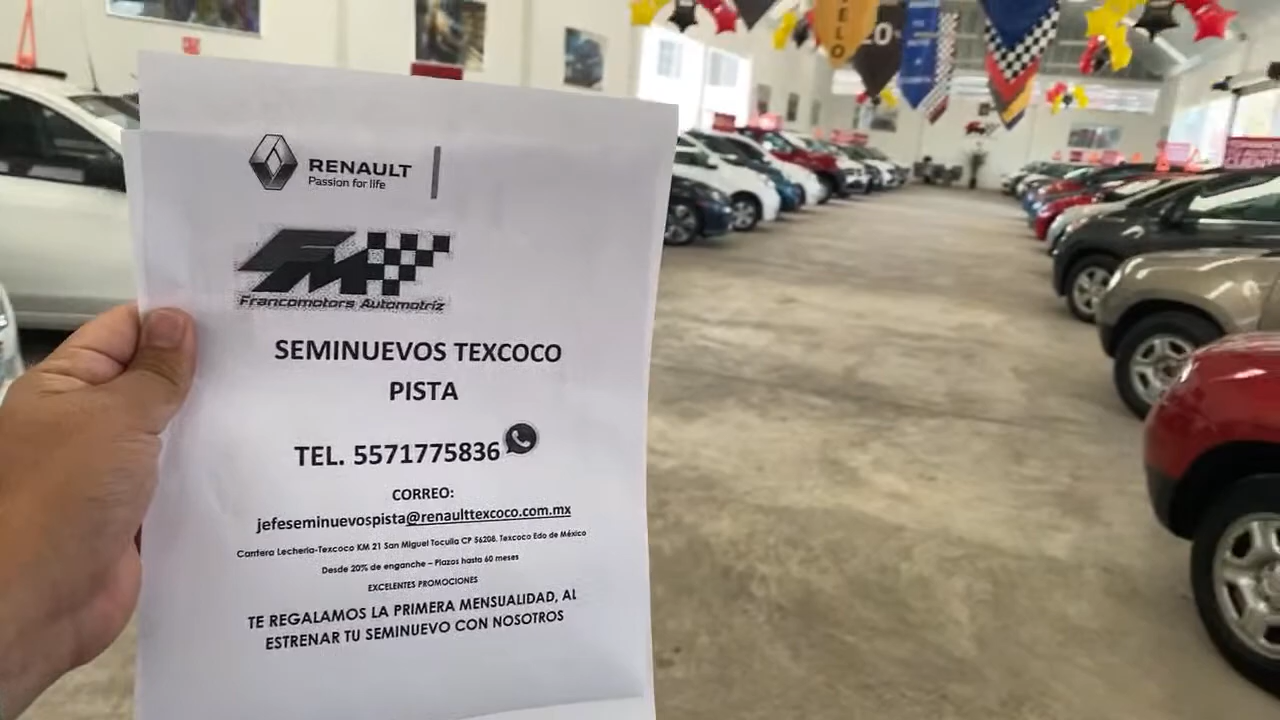 RENAULT
Passion for life
FM
Francomotors Automotriz
SEMINUEVOS TEXCOCO
PISTA
TEL. 5571775836
CORREO:
jefeseminuevospista@renaulttexcoco.com.mx
Carretera Lecheria-Texcoco KM 21 San Miguel Tocuila CP 56208. Texcoco Edo de México
Desde 20% de enganche – Plazos hasta 60 meses
EXCELENTES PROMOCIONES
TE REGALAMOS LA PRIMERA MENSUALIDAD, AL
ESTRENAR TU SEMINUEVO CON NOSOTROS